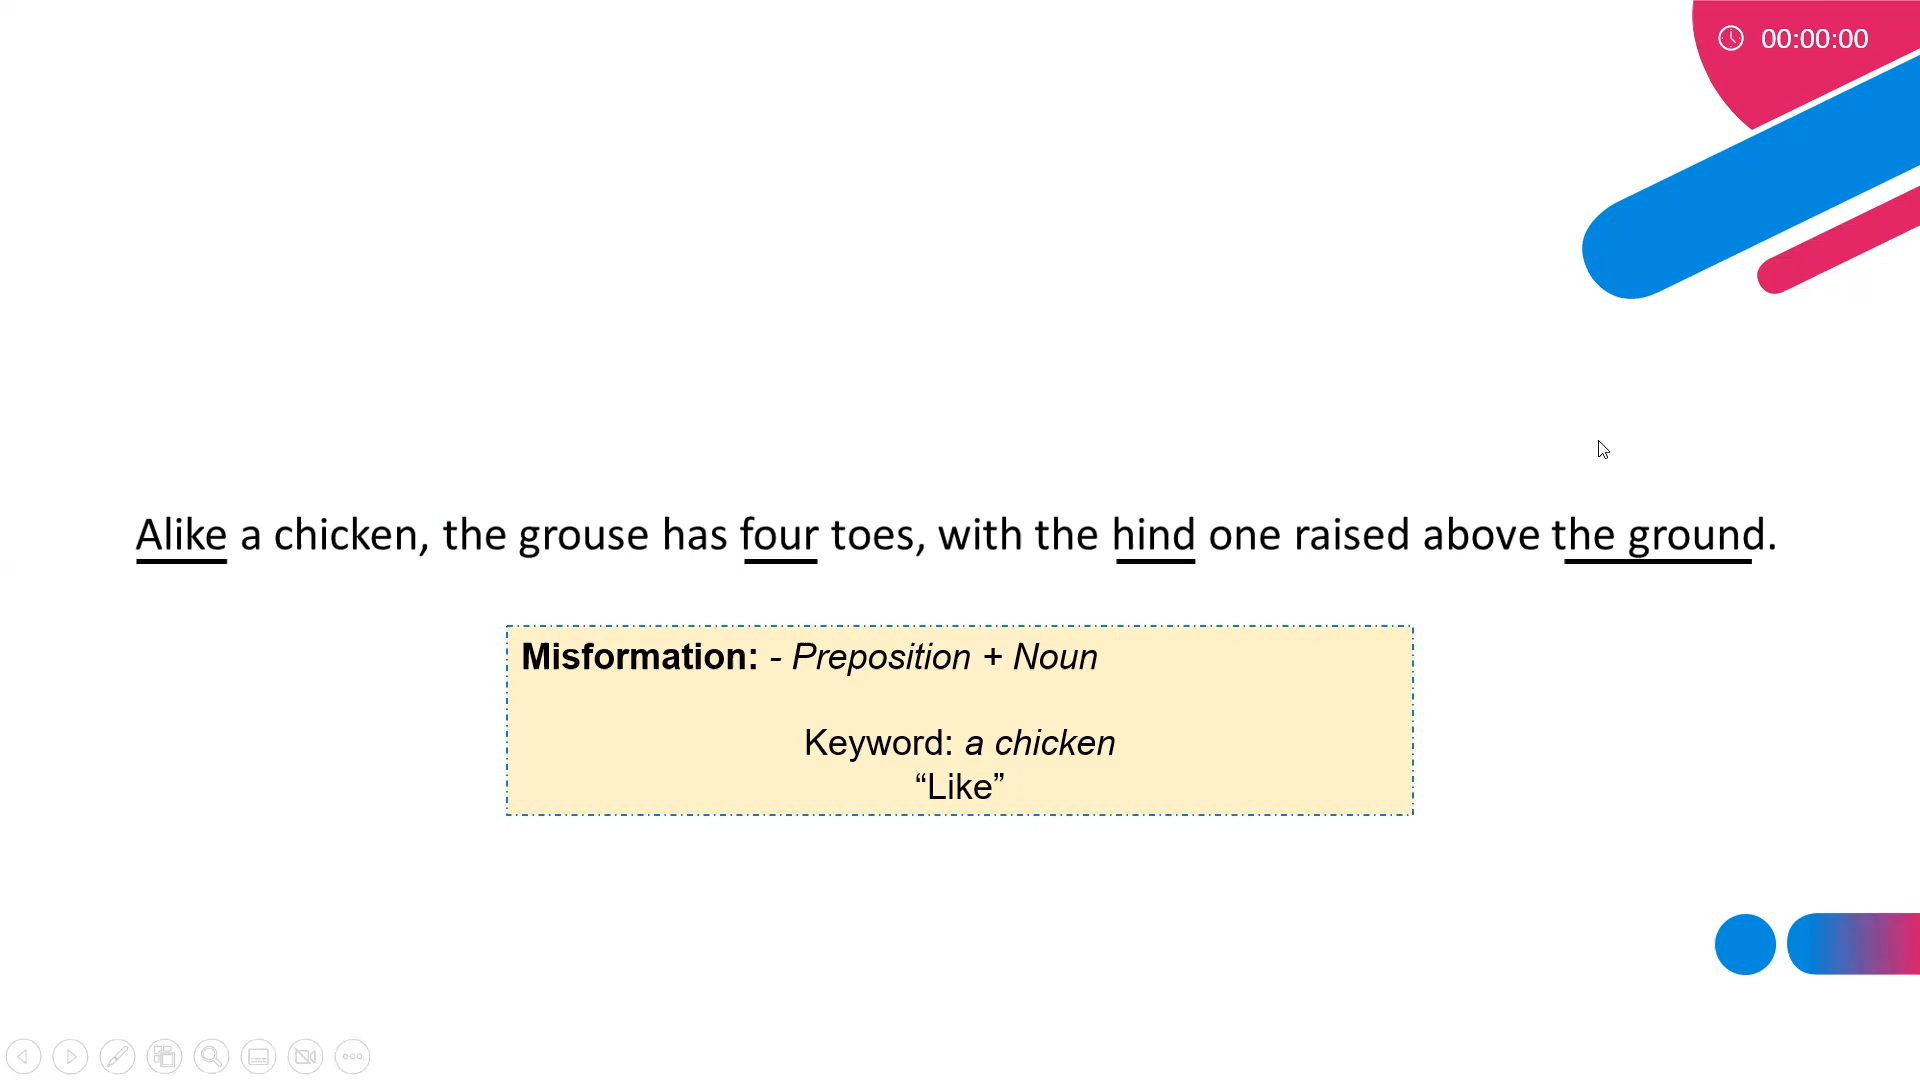 00:00:00
Alike a chicken, the grouse has four toes, with the hind one raised above the ground.
Misformation: - Preposition + Noun
Keyword: a chicken
“Like”